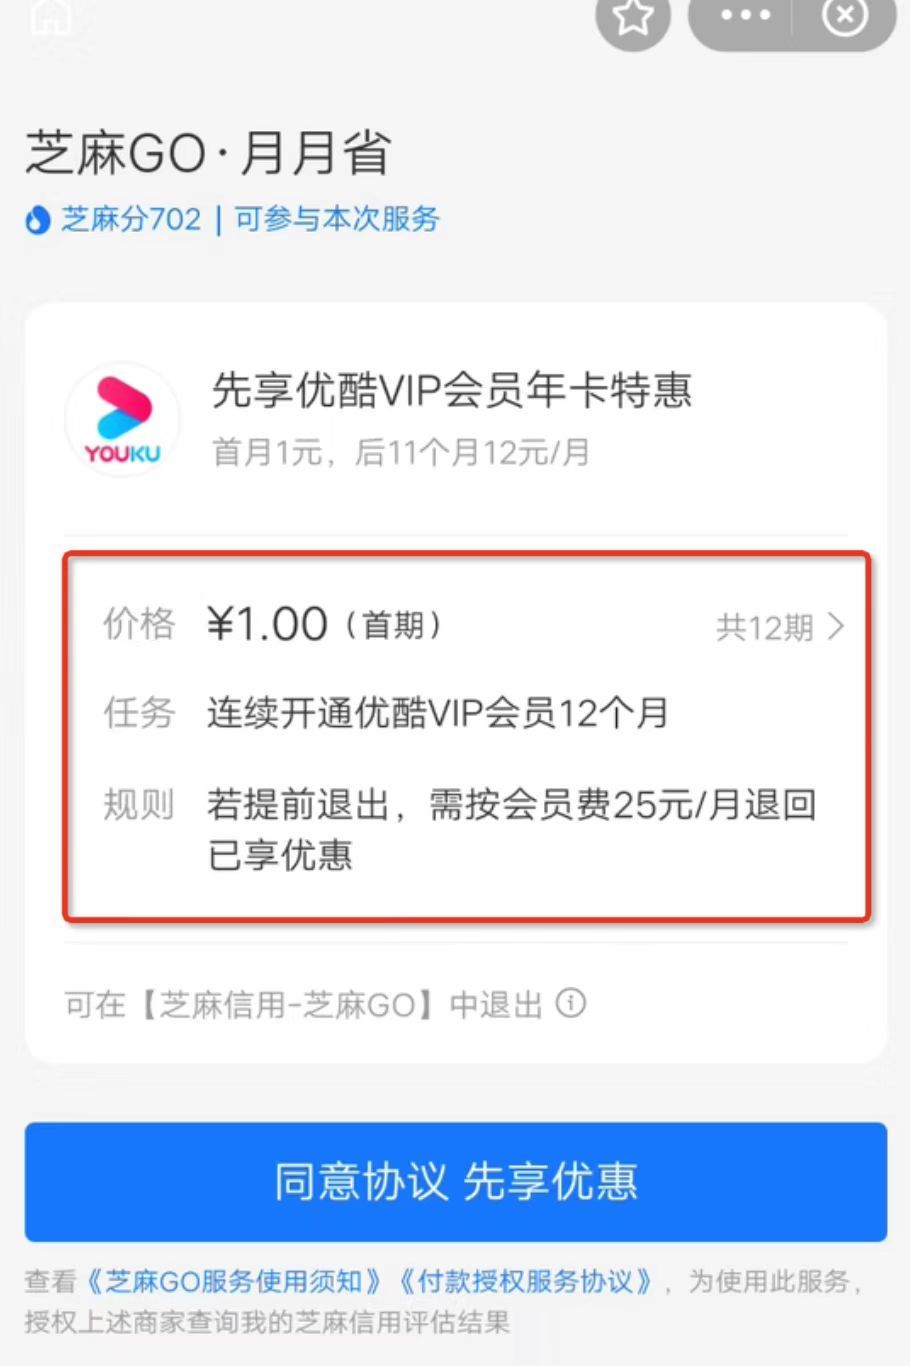 芝麻GO·月月省
芝麻分702 | 可参与本次服务
先享优酷VIP会员年卡特惠
首月1元，后11个月12元/月
YOUKU
价格 ¥1.00（首期） 共12期
任务 连续开通优酷VIP会员12个月
规则 若提前退出，需按会员费25元/月退回
已享优惠
可在【芝麻信用-芝麻GO】中退出
同意协议 先享优惠
查看《芝麻GO服务使用须知》《付款授权服务协议》，为使用此服务，
授权上述商家查询我的芝麻信用评估结果